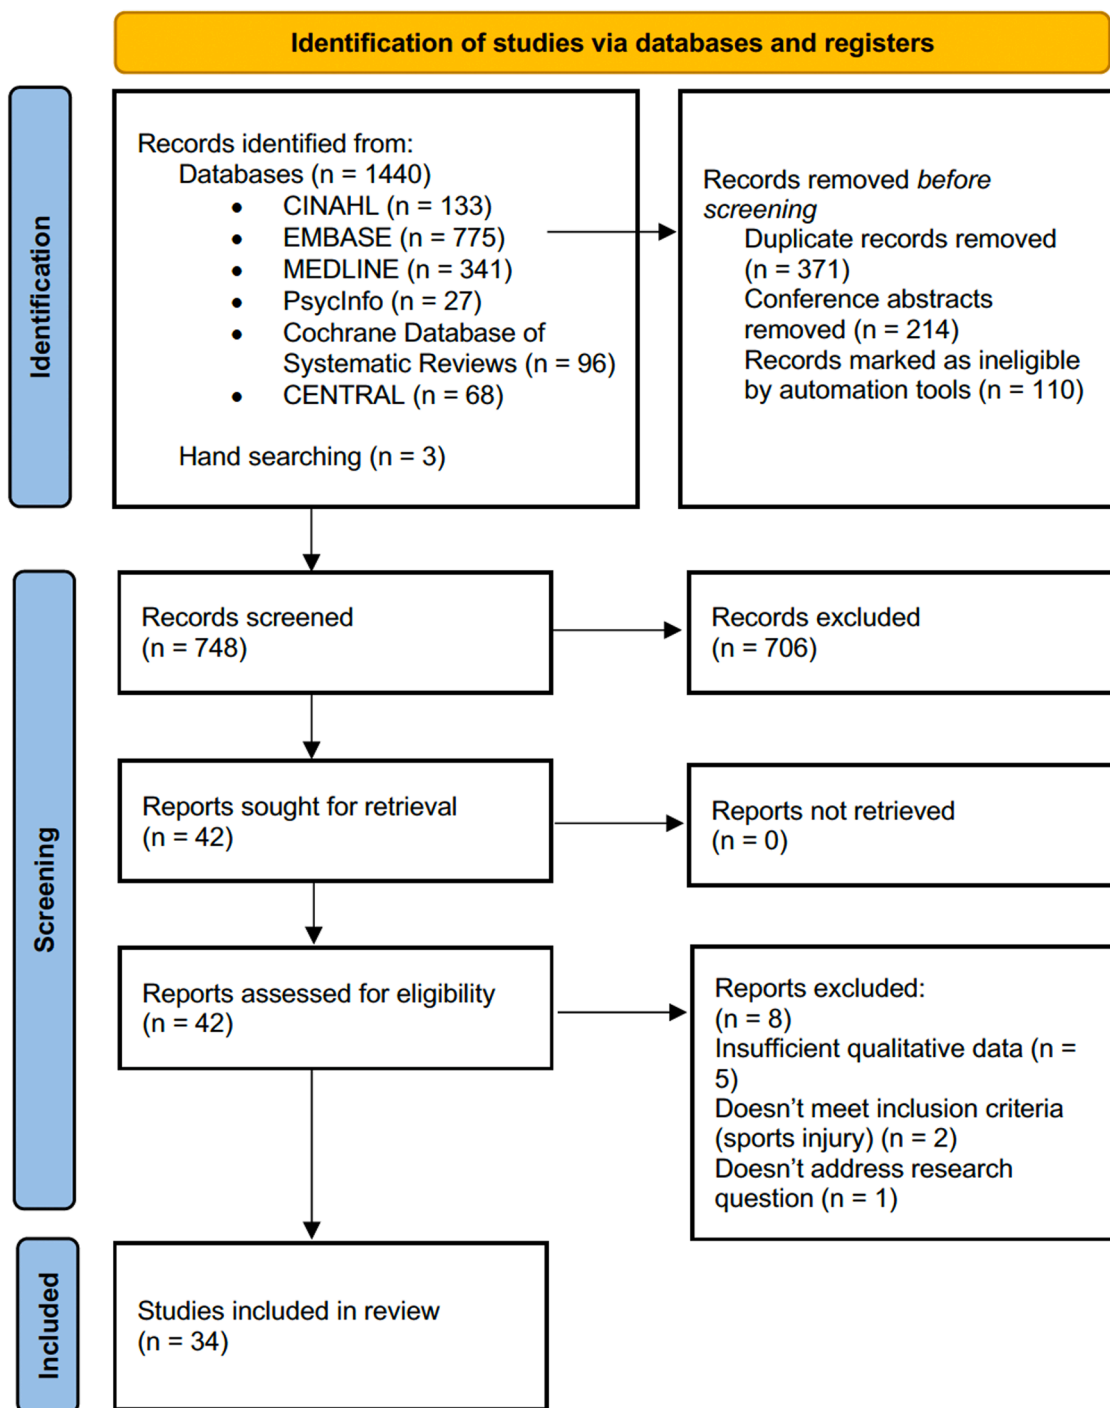 Identification of studies via databases and registers
Identification
Records identified from:
Databases (n = 1440)
• CINAHL (n = 133)
• EMBASE (n = 775)
• MEDLINE (n = 341)
• PsycInfo (n = 27)
• Cochrane Database of
Systematic Reviews (n = 96)
• CENTRAL (n = 68)
Hand searching (n = 3)
Records removed before
screening
Duplicate records removed
(n = 371)
Conference abstracts
removed (n = 214)
Records marked as ineligible
by automation tools (n = 110)
Screening
Records screened
(n = 748)
Records excluded
(n = 706)
Reports sought for retrieval
(n = 42)
Reports not retrieved
(n = 0)
Reports assessed for eligibility
(n = 42)
Reports excluded:
(n = 8)
Insufficient qualitative data (n =
5)
Doesn’t meet inclusion criteria
(sports injury) (n = 2)
Doesn’t address research
question (n = 1)
Included
Studies included in review
(n = 34)